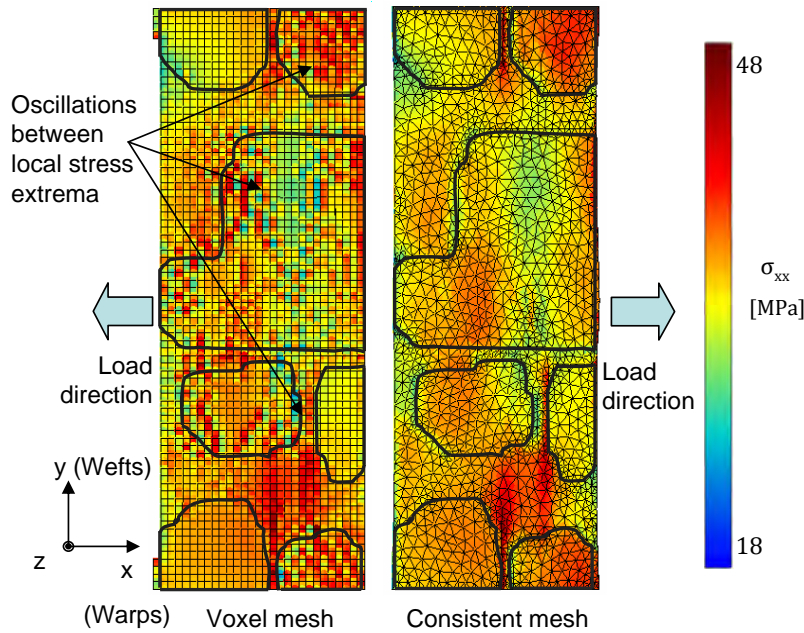 Oscillations
between
local stress
extrema
Load
direction
y (Wefts)
z
x
(Warps)
Voxel mesh
Consistent mesh
Load
direction
48
σxx
[MPa]
18